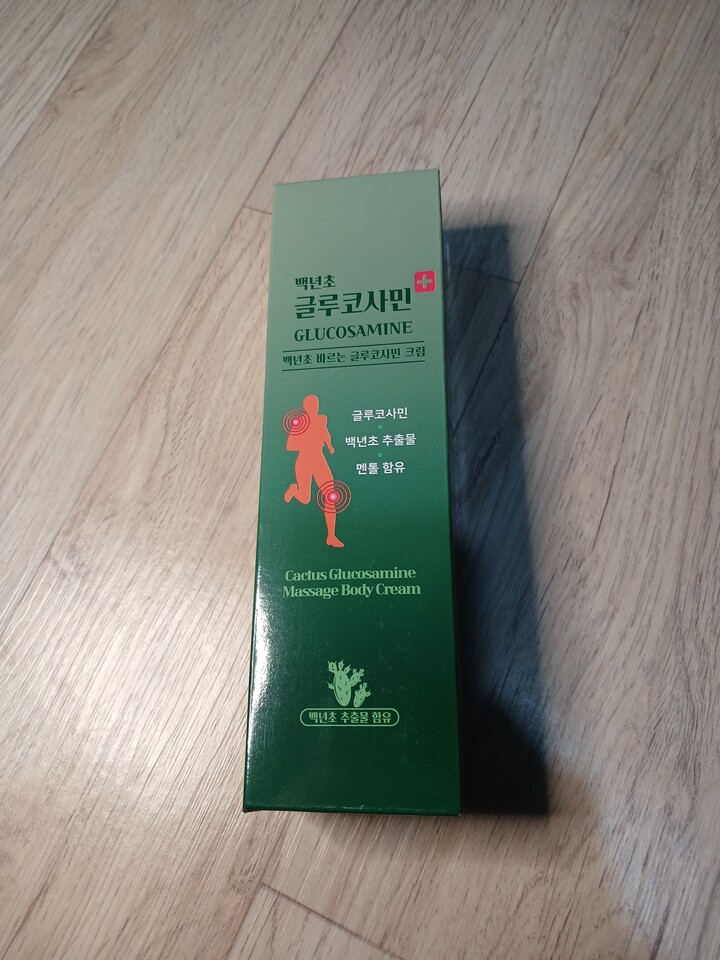 백년초
글루코사민
GLUCOSAMINE
백년초 바르는 글루코사민 크림
글루코사민
백년초 추출물
멘톨 함유
Cactus Glucosamine
Massage Body Cream
백년초 추출물 함유